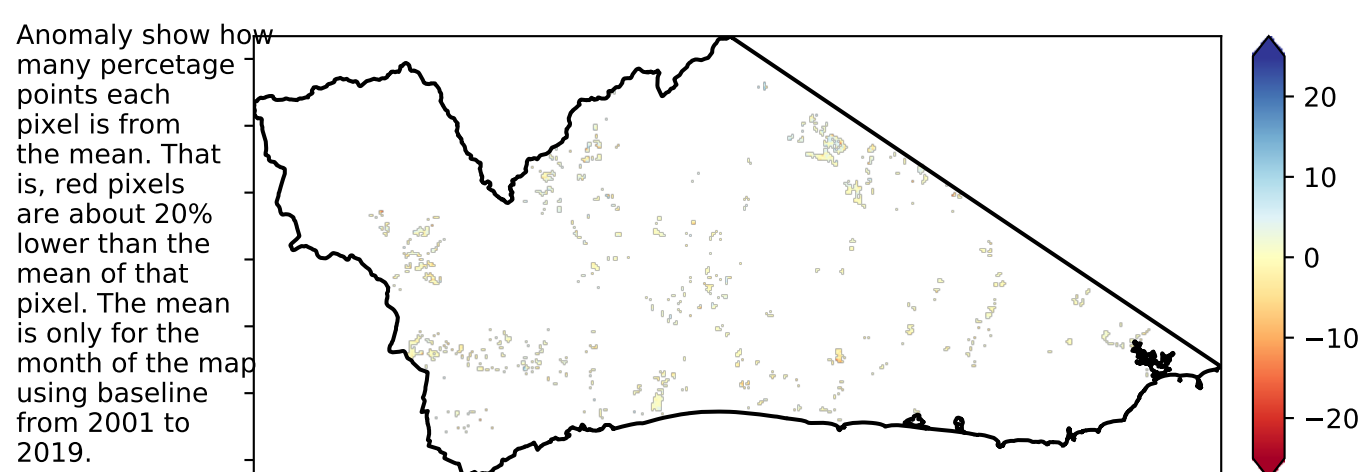 Anomaly show how
many percetage
points each
pixel is from
the mean. That
is, red pixels
are about 20%
lower than the
mean of that
pixel. The mean
is only for the
month of the map
using baseline
from 2001 to
2019.
20
10
0
−10
−20